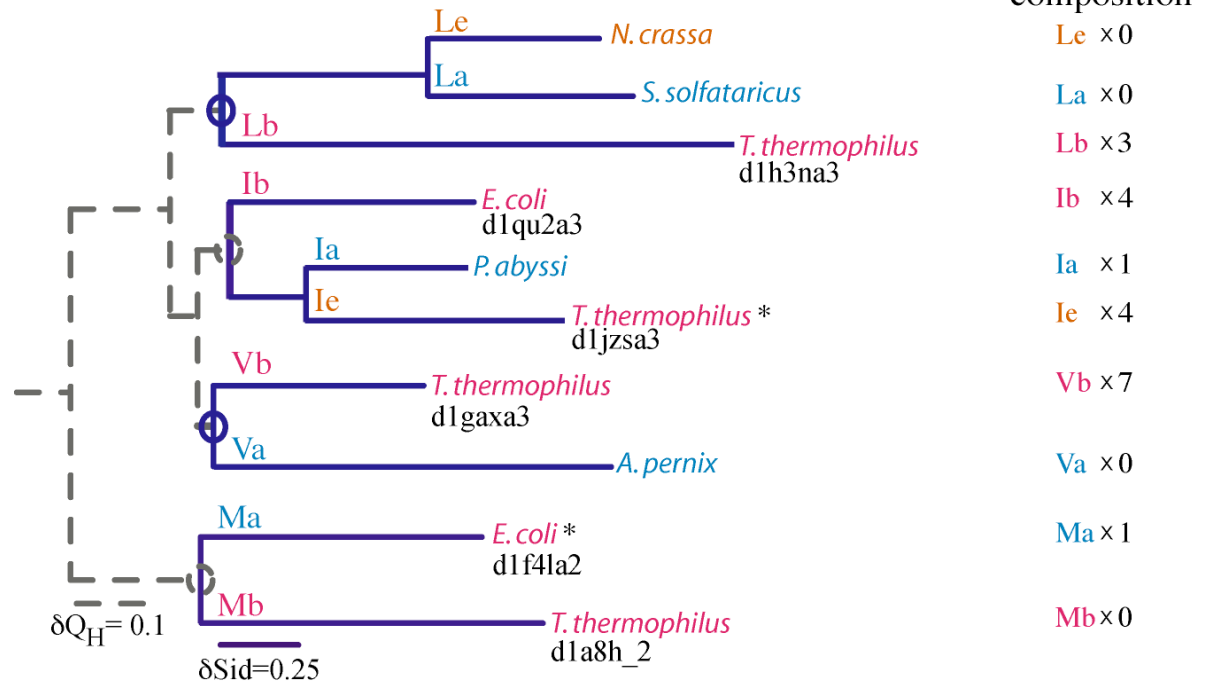 composition
Le N. crassa Le ×0
La S. solfataricus La ×0
Lb T. thermophilus Lb ×3
d1h3na3
Ib E. coli Ib ×4
d1qu2a3
Ia P. abyssi Ia ×1
Ie T. thermophilus * Ie ×4
d1jzsa3
Vb T. thermophilus Vb ×7
d1gaxa3
Va A. pernix Va ×0
Ma E. coli * Ma ×1
d1f4la2
Mb T. thermophilus Mb ×0
δQH= 0.1
d1a8h_2
δSid=0.25